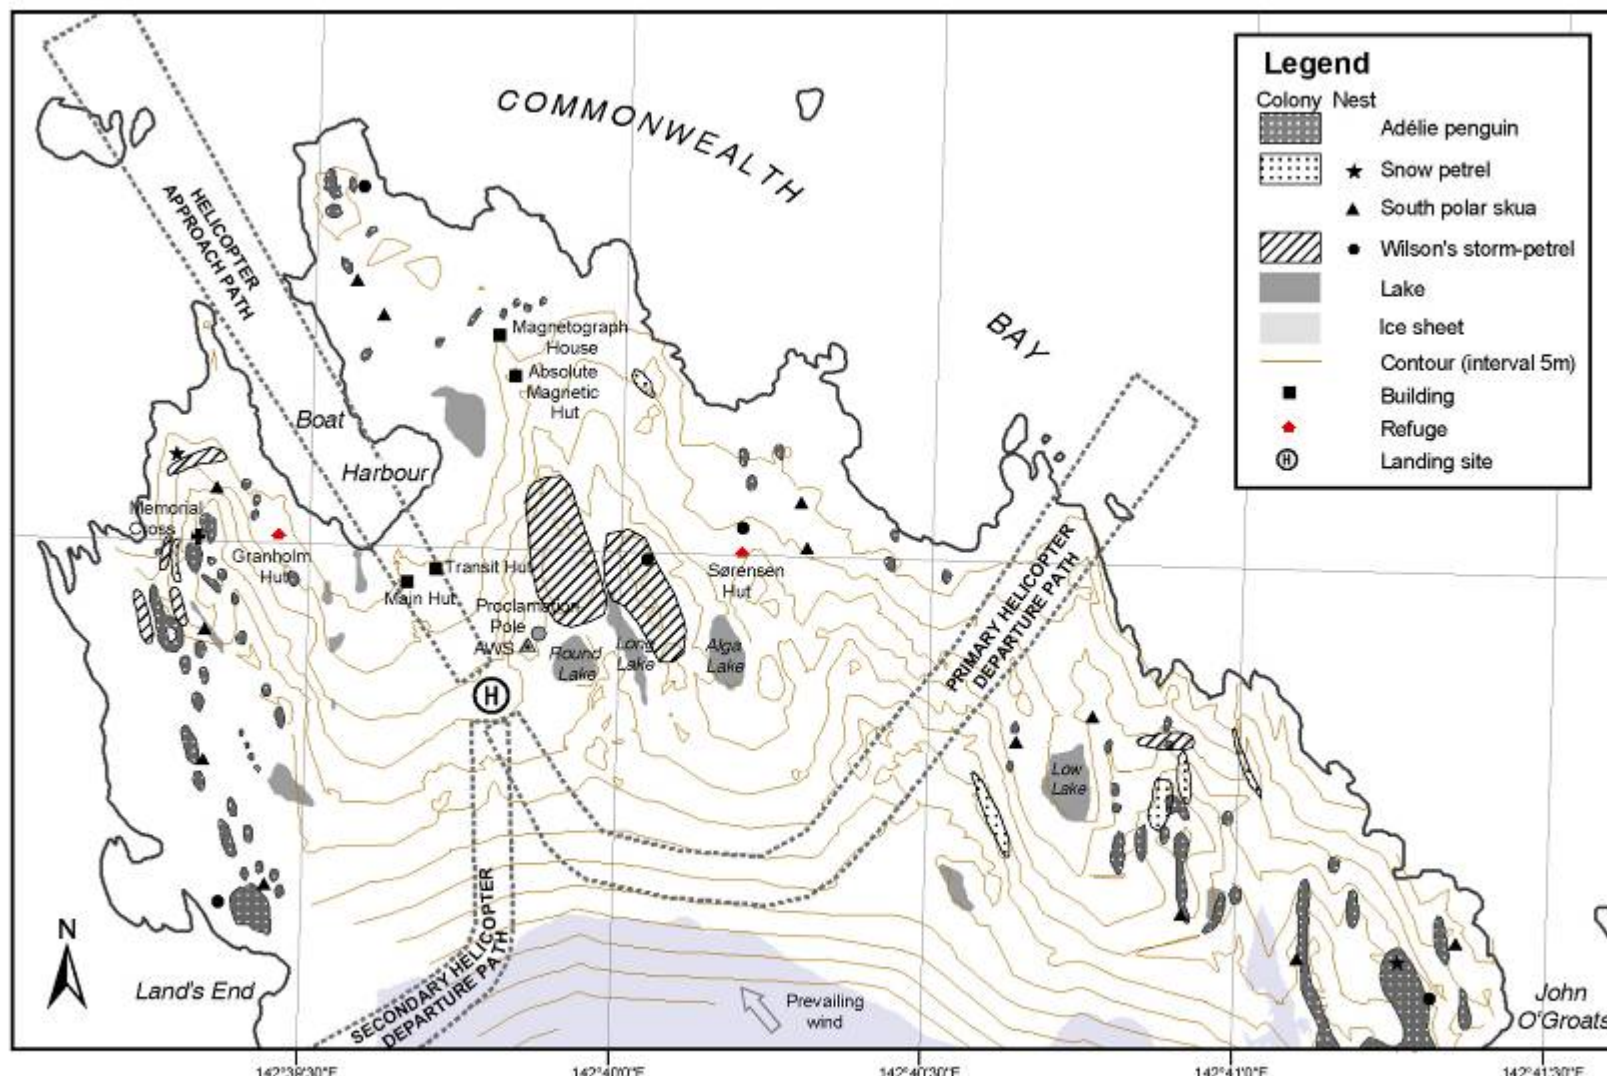 COMMONWEALTH
BAY
HELICOPTER
APPROACH PATH
Magnetograph
House
Absolute
Magnetic
Hut
Boat
Harbour
Memorial
Cross
Granholm
Hut
Transit Hut
Main Hut
Proclamation
Pole
AWS
Round
Lake
Long
Lake
Alga
Lake
Sørensen
Hut
H
PRIMARY HELICOPTER
DEPARTURE PATH
Low
Lake
SECONDARY HELICOPTER
DEPARTURE PATH
N
Land's End
Prevailing
wind
John
O'Groats
Legend
Colony Nest
Adélie penguin
Snow petrel
South polar skua
Wilson's storm-petrel
Lake
Ice sheet
Contour (interval 5m)
Building
Refuge
H Landing site
142°39'30"E 142°40'0"E 142°40'30"E 142°41'0"E 142°41'30"E